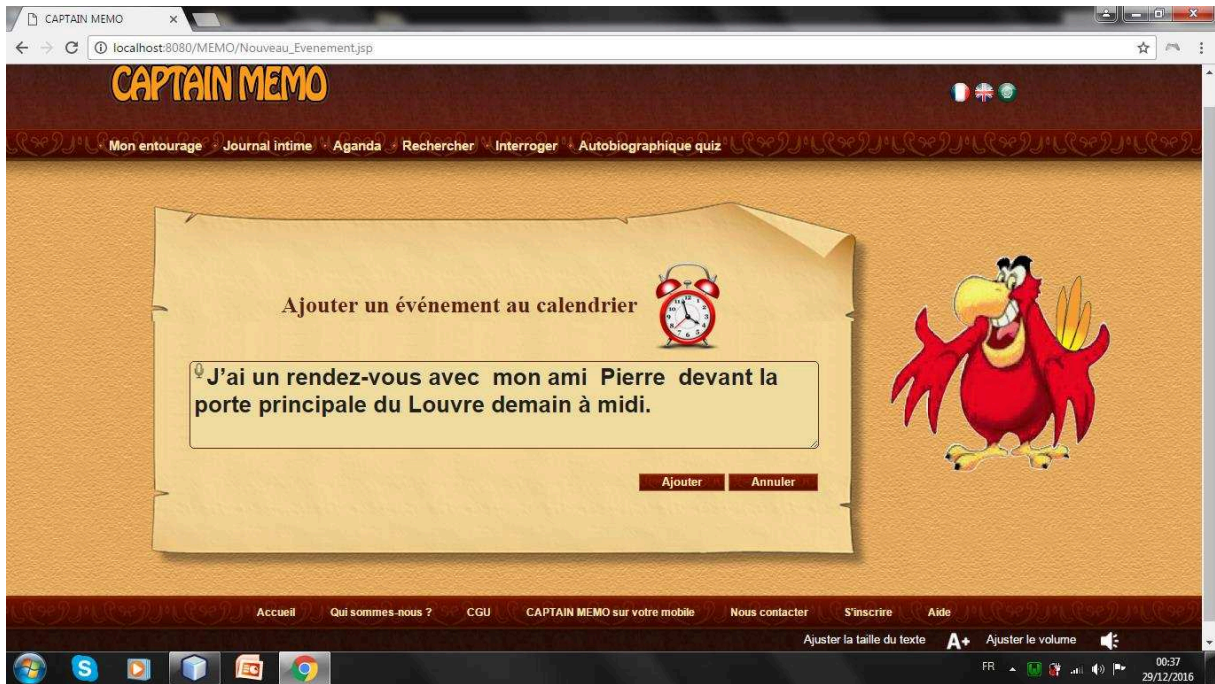 CAPTAIN MEMO
localhost:8080/MEMO/Nouveau_Evenement.jsp
CAPTAIN MEMO
Mon entourage Journal intime Aganda Rechercher Interroger Autobiographique quiz
Ajouter un événement au calendrier
J'ai un rendez-vous avec mon ami Pierre devant la
porte principale du Louvre demain à midi.
Ajouter Annuler
Accueil Qui sommes-nous ? CGU CAPTAIN MEMO sur votre mobile Nous contacter S'inscrire Aide
Ajuster la taille du texte A+ Ajuster le volume
FR 00:37
29/12/2016